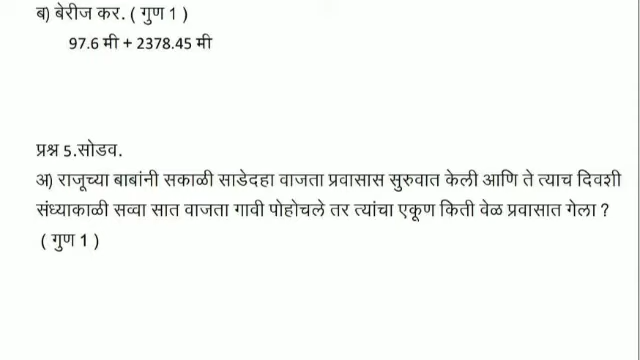 ब) बेरीज कर. ( गुण 1 )
97.6 मी + 2378.45 मी
प्रश्न 5.सोडव.
अ) राजूच्या बाबांनी सकाळी साडेदहा वाजता प्रवासास सुरुवात केली आणि ते त्याच दिवशी
संध्याकाळी सव्वा सात वाजता गावी पोहोचले तर त्यांचा एकूण किती वेळ प्रवासात गेला ?
( गुण 1 )